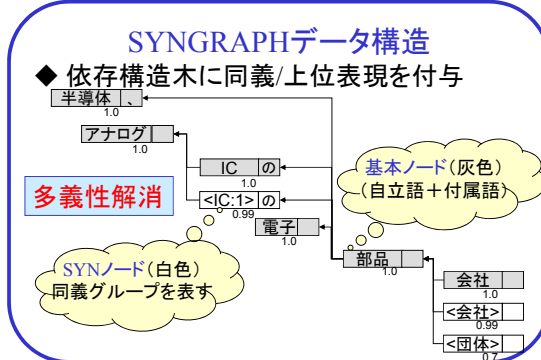 SYNGRAPHデータ構造
◆ 依存構造木に同義/上位表現を付与
半導体 、
1.0
アナログ
1.0
IC の
1.0
<IC:1> の
0.99
電子
1.0
部品
1.0
会社
1.0
<会社>
0.99
<団体>
0.7
多義性解消
基本ノード(灰色)
(自立語+付属語)
SYNノード(白色)
同義グループを表す